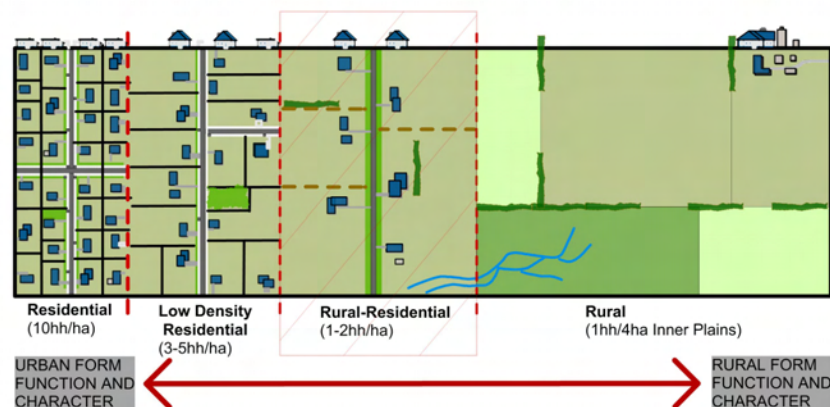 Residential
(10hh/ha)
Low Density
Residential
(3-5hh/ha)
Rural-Residential
(1-2hh/ha)
Rural
(1hh/4ha Inner Plains)
URBAN FORM
FUNCTION AND
CHARACTER
RURAL FORM
FUNCTION AND
CHARACTER